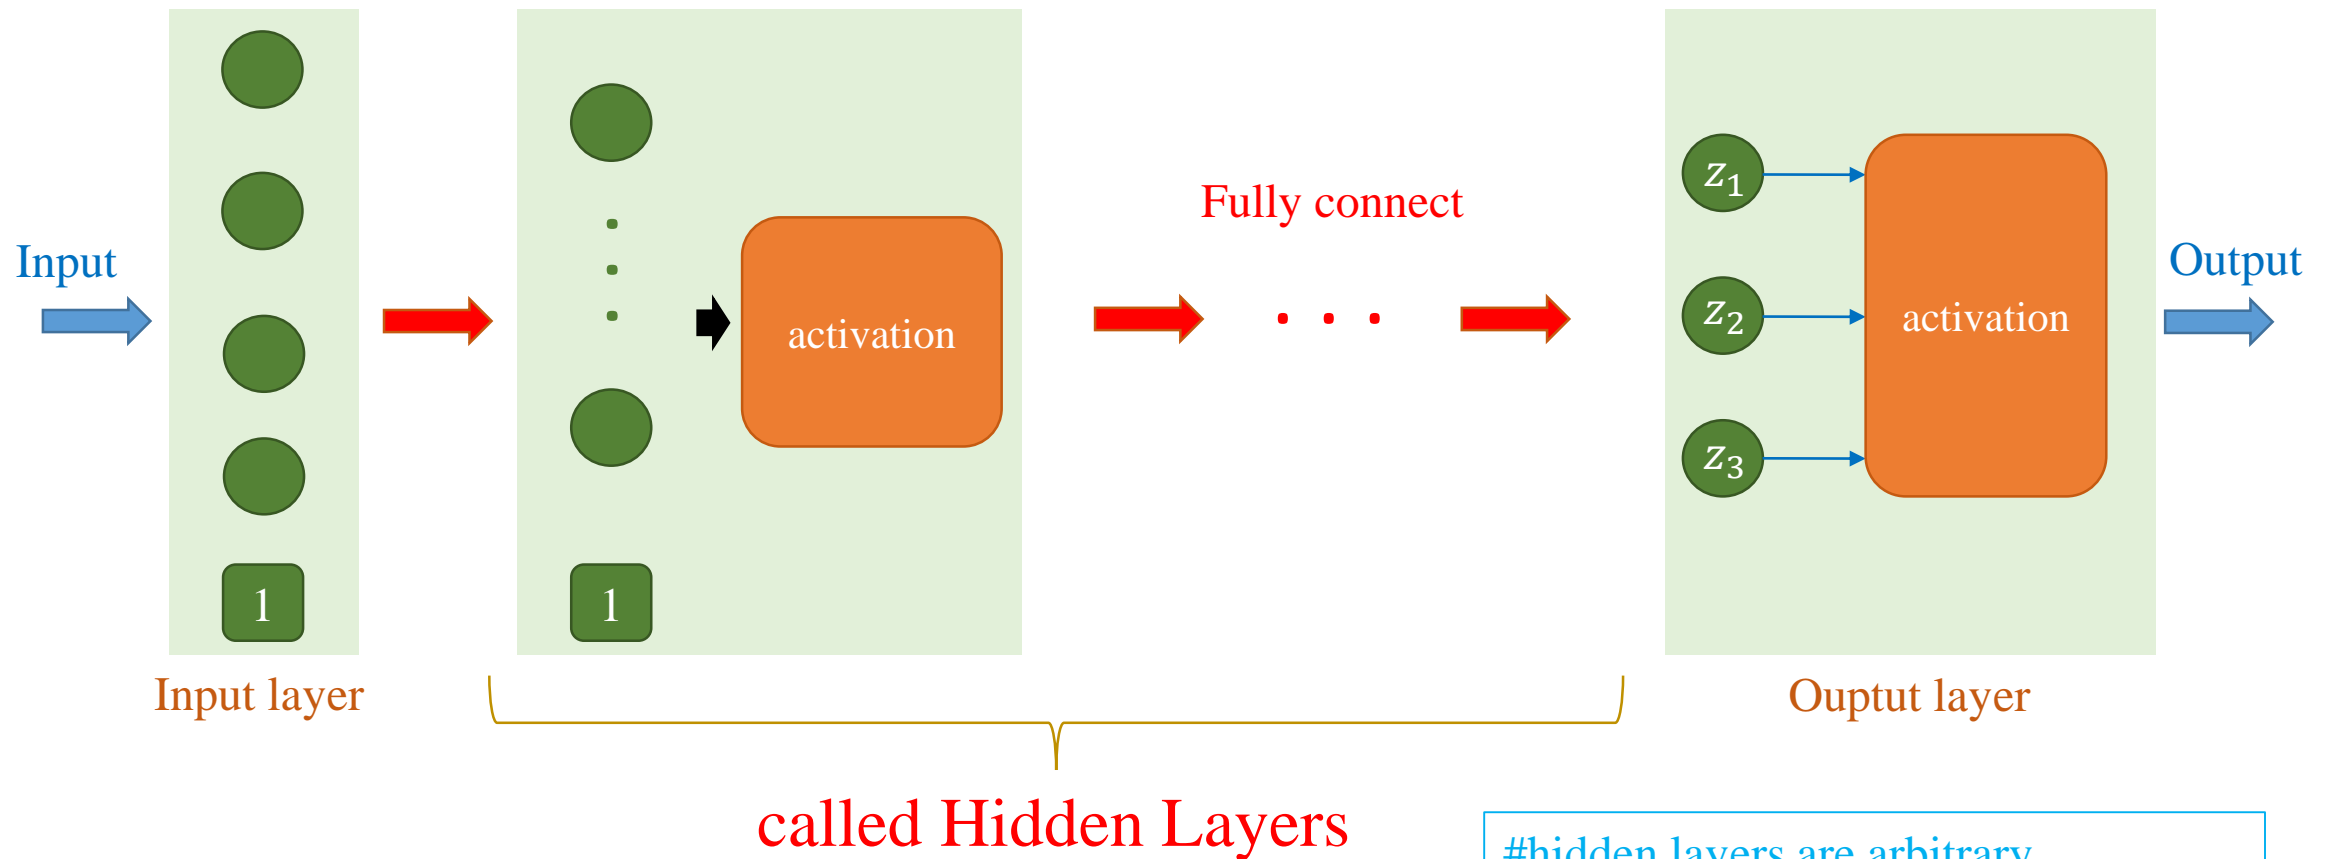 Input
1
Input layer
1
activation
Fully connect
. . .
z₁
z₂
z₃
activation
Output
Ouptut layer
called Hidden Layers
#hidden layers are arbitrary